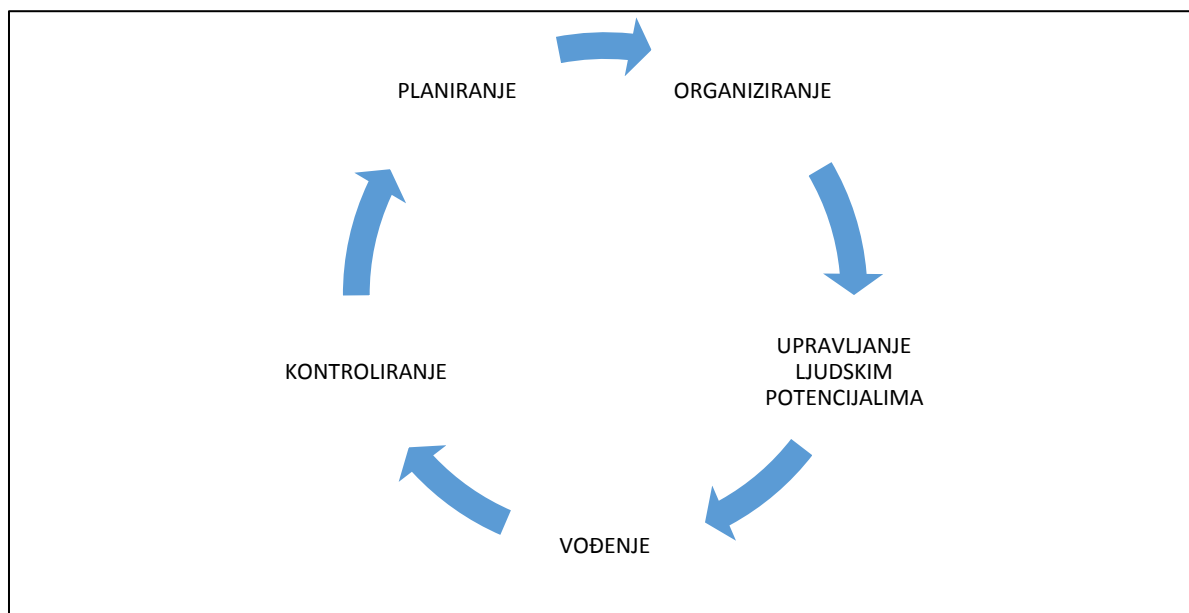 PLANIRANJE
ORGANIZIRANJE
UPRAVLJANJE
LJUDSKIM
POTENCIJALIMA
VOĐENJE
KONTROLIRANJE